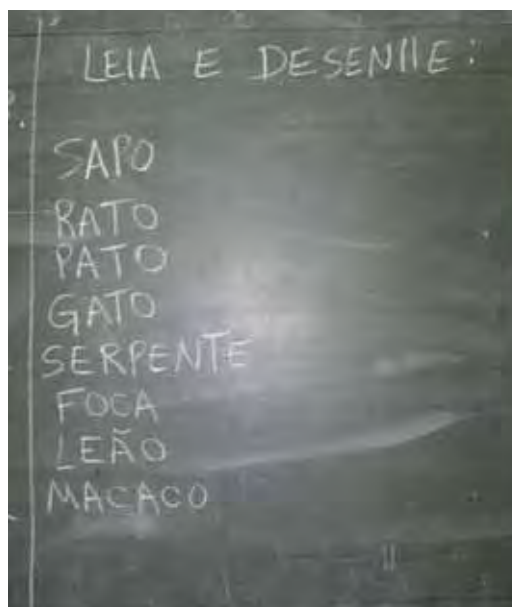 LEIA E DESENHE:
SAPO
RATO
PATO
GATO
SERPENTE
FOCA
LEÃO
MACACO